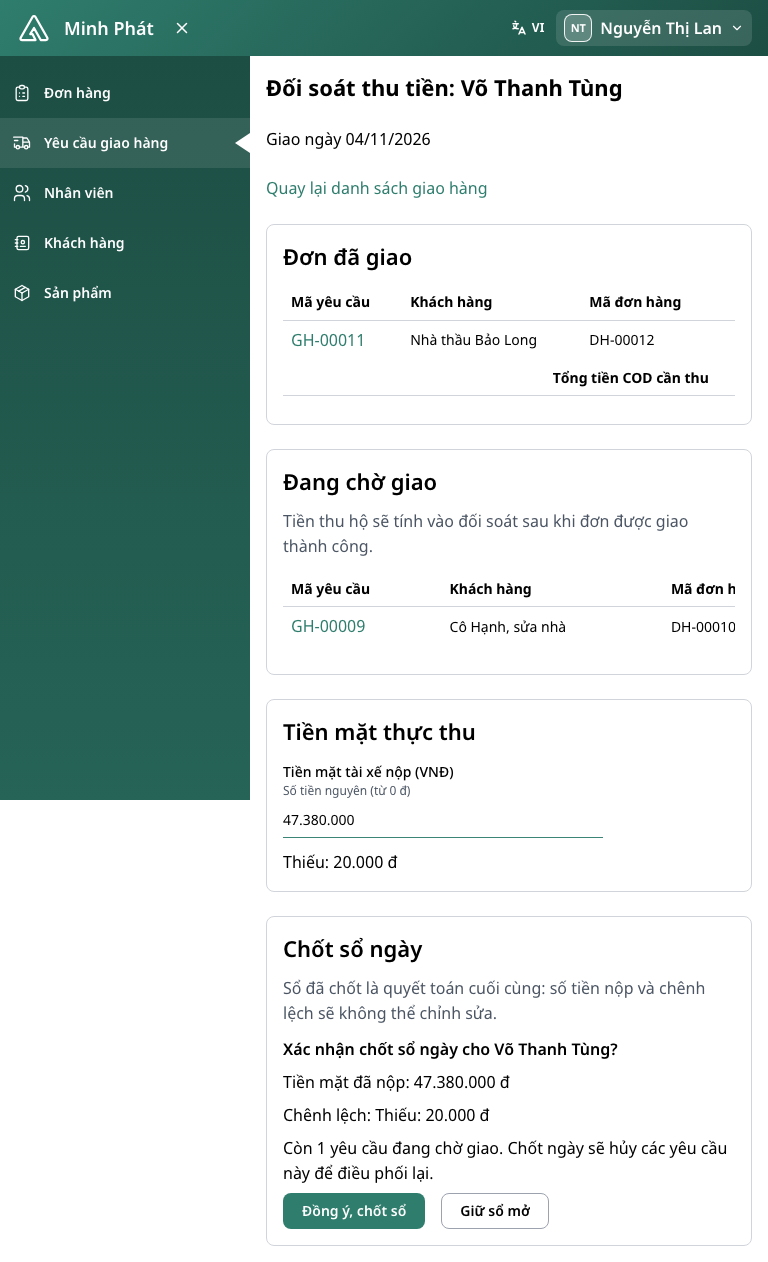 Minh Phát
VI
NT
Nguyễn Thị Lan
Đơn hàng
Yêu cầu giao hàng
Nhân viên
Khách hàng
Sản phẩm
Đối soát thu tiền: Võ Thanh Tùng
Giao ngày 04/11/2026
Quay lại danh sách giao hàng
Đơn đã giao
Mã yêu cầu Khách hàng Mã đơn hàng
GH-00011 Nhà thầu Bảo Long DH-00012
Tổng tiền COD cần thu
Đang chờ giao
Tiền thu hộ sẽ tính vào đối soát sau khi đơn được giao
thành công.
Mã yêu cầu Khách hàng Mã đơn h
GH-00009 Cô Hạnh, sửa nhà DH-00010
Tiền mặt thực thu
Tiền mặt tài xế nộp (VNĐ)
Số tiền nguyên (từ 0 đ)
47.380.000
Thiếu: 20.000 đ
Chốt sổ ngày
Sổ đã chốt là quyết toán cuối cùng: số tiền nộp và chênh
lệch sẽ không thể chỉnh sửa.
Xác nhận chốt sổ ngày cho Võ Thanh Tùng?
Tiền mặt đã nộp: 47.380.000 đ
Chênh lệch: Thiếu: 20.000 đ
Còn 1 yêu cầu đang chờ giao. Chốt ngày sẽ hủy các yêu cầu
này để điều phối lại.
Đồng ý, chốt sổ
Giữ sổ mở